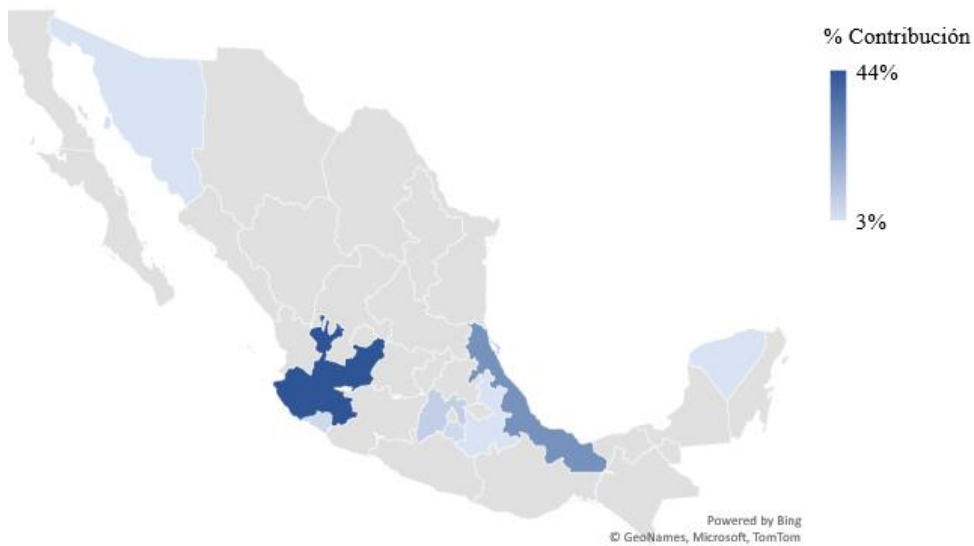 % Contribución
44%
3%
Powered by Bing
© GeoNames, Microsoft, TomTom